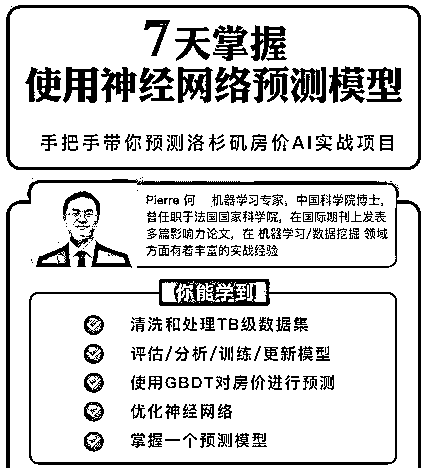 7天掌握
使用神经网络预测模型
手把手带你预测洛杉矶房价AI实战项目
Pierre 何 机器学习专家，中国科学院博士，
曾任职于法国国家科学院，在国际期刊上发表
多篇影响力论文，在 机器学习/数据挖掘 领域
方面有着丰富的实战经验
你能学到
清洗和处理TB级数据集
评估/分析/训练/更新模型
使用GBDT对房价进行预测
优化神经网络
掌握一个预测模型